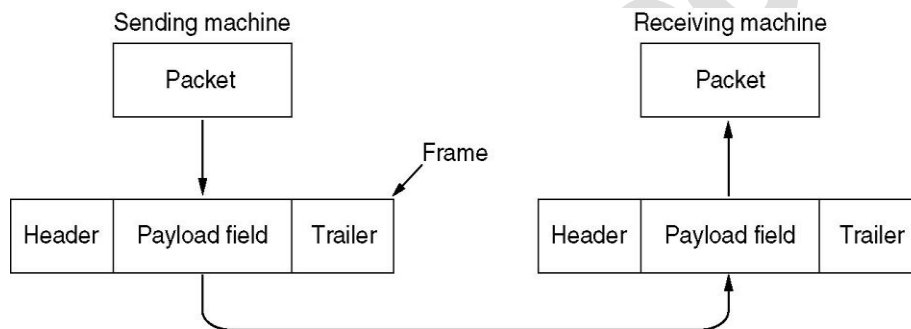 Sending machine
Receiving machine
Packet
Packet
Frame
Header
Payload field
Trailer
Header
Payload field
Trailer